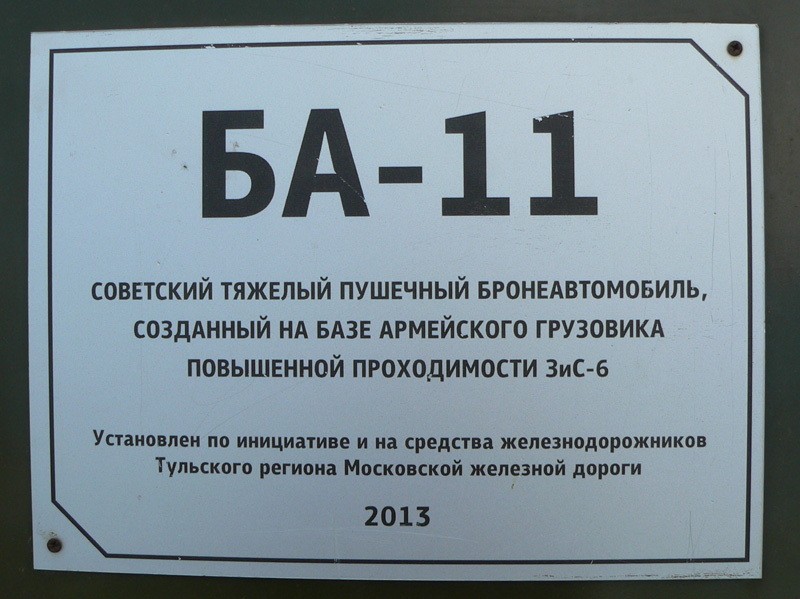 БА-11
СОВЕТСКИЙ ТЯЖЕЛЫЙ ПУШЕЧНЫЙ БРОНЕАВТОМОБИЛЬ,
СОЗДАННЫЙ НА БАЗЕ АРМЕЙСКОГО ГРУЗОВИКА
ПОВЫШЕННОЙ ПРОХОДИМОСТИ ЗиС-6
Установлен по инициативе и на средства железнодорожников
Тульского региона Московской железной дороги
2013